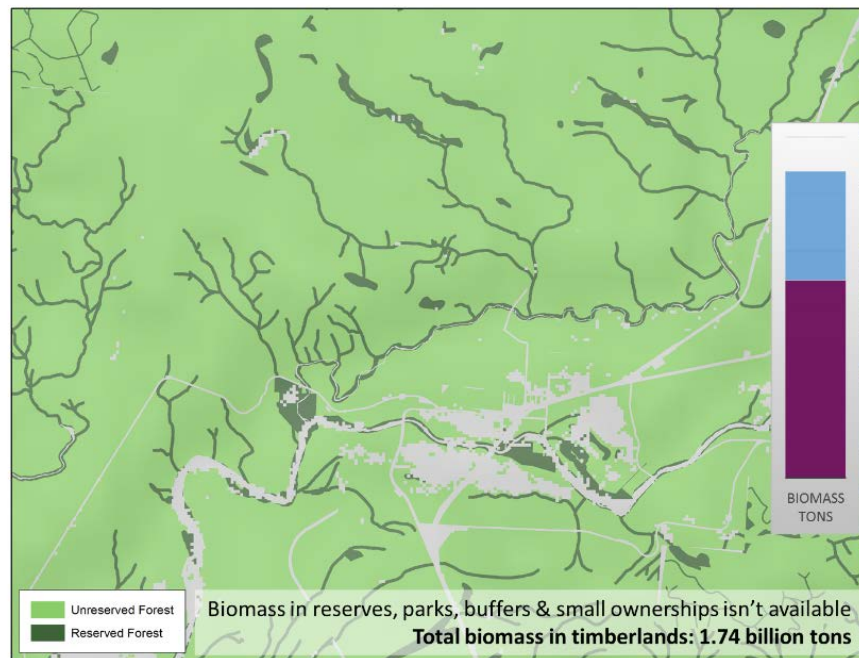 BIOMASS
TONS
Unreserved Forest
Reserved Forest
Biomass in reserves, parks, buffers & small ownerships isn't available
Total biomass in timberlands: 1.74 billion tons